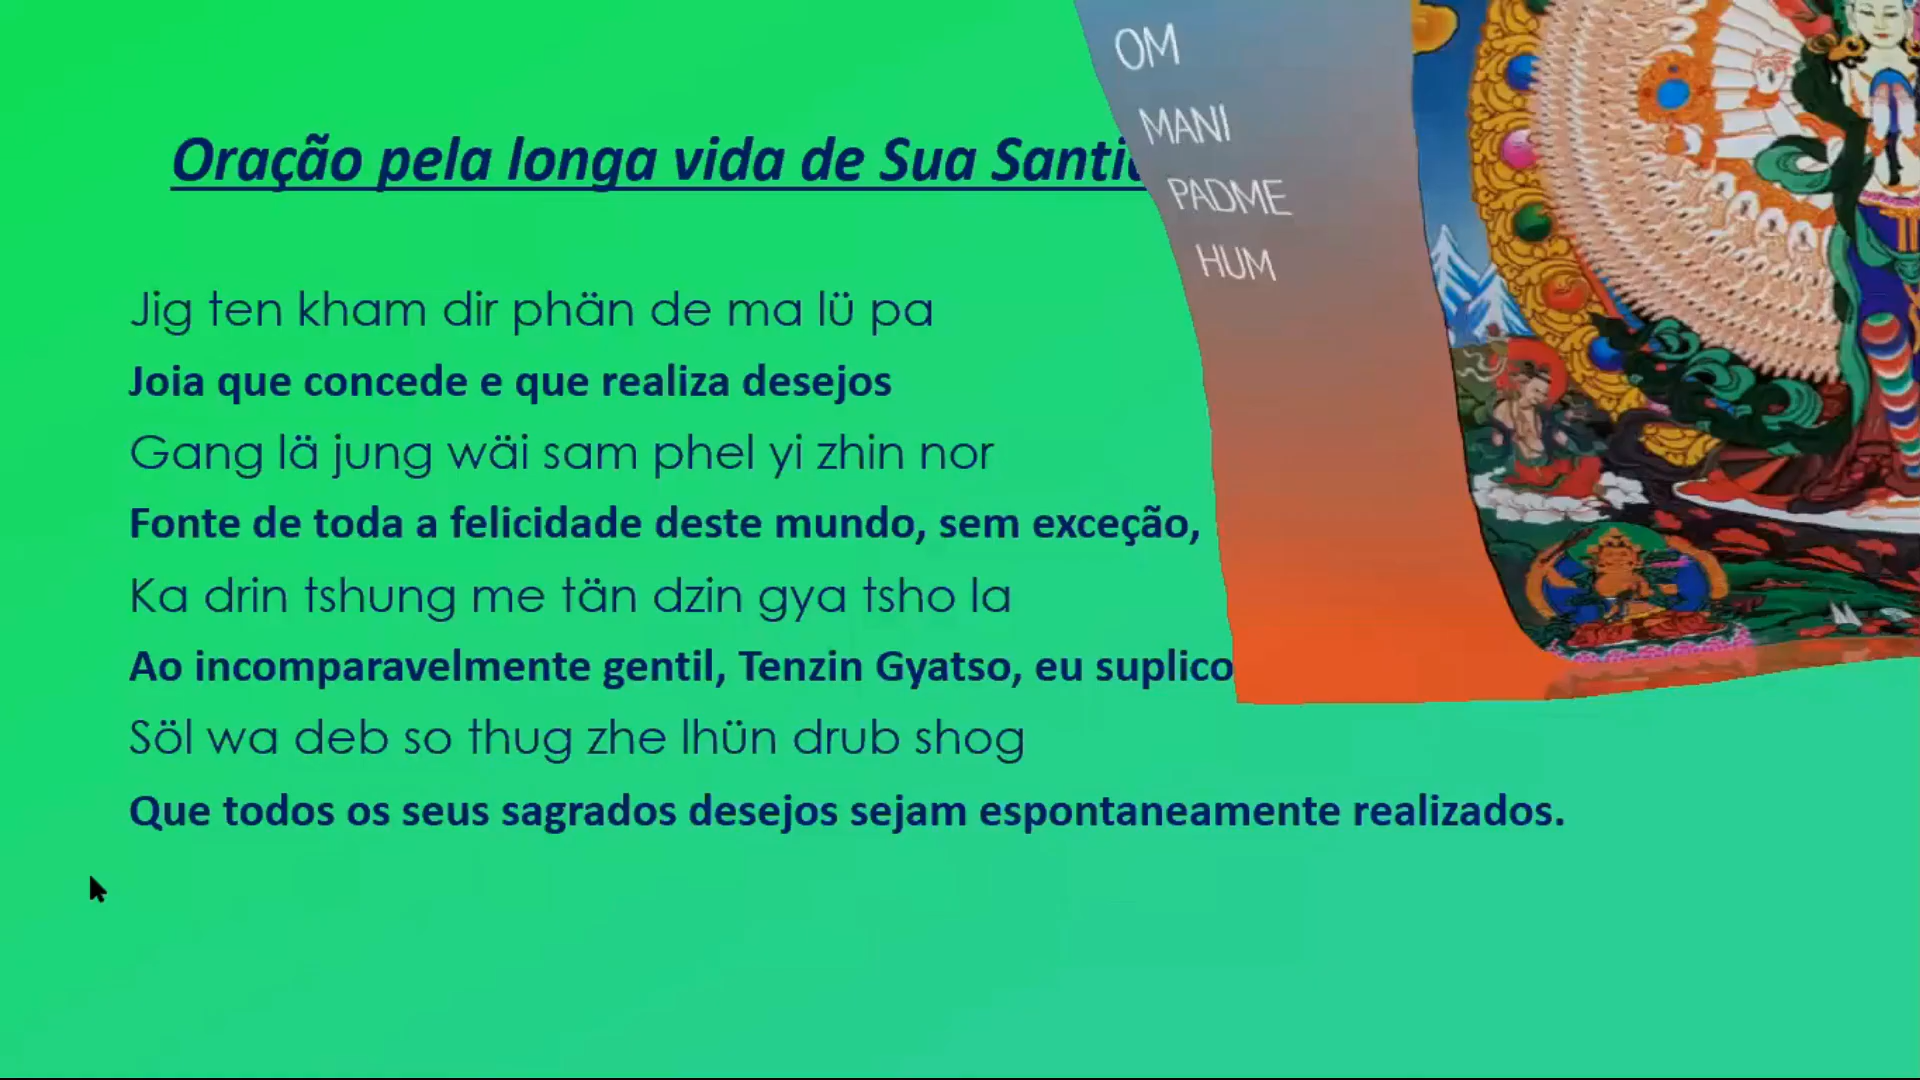 Oração pela longa vida de Sua
Jig ten kham dir phän de ma lü pa
Joia que concede e que realiza desejos
Gang lä jung wäi sam phel yi zhin nor
Fonte de toda a felicidade deste mundo, sem exceção,
Ka drin tshung me tän dzin gya tsho la
Ao incomparavelmente gentil, Tenzin Gyatso, eu suplico
Söl wa deb so thug zhe lhün drub shog
Que todos os seus sagrados desejos sejam espontaneamente realizados.
OM
MANI
PADME
HUM